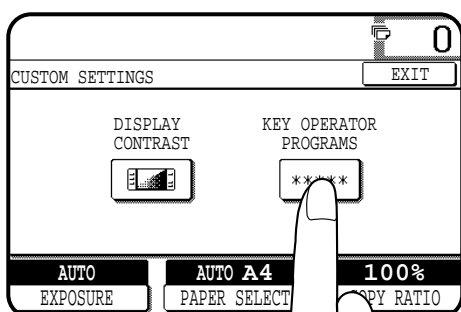 0
CUSTOM SETTINGS EXIT
DISPLAY CONTRAST
KEY OPERATOR PROGRAMS
*****
AUTO AUTO A4 100%
EXPOSURE PAPER SELECT COPY RATIO